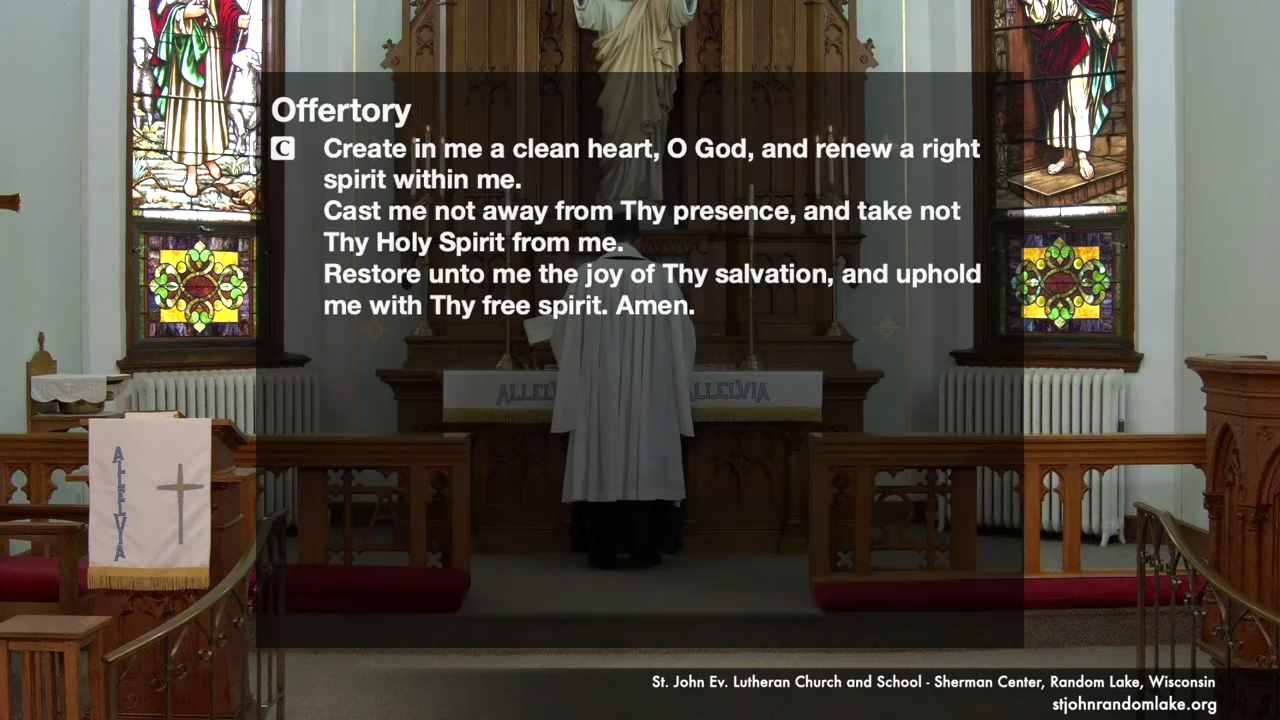 Offertory
C Create in me a clean heart, O God, and renew a right
spirit within me.
Cast me not away from Thy presence, and take not
Thy Holy Spirit from me.
Restore unto me the joy of Thy salvation, and uphold
me with Thy free spirit. Amen.
ALLELVIA
ALLELVIA
St. John Ev. Lutheran Church and School - Sherman Center, Random Lake, Wisconsin
stjohnrandomlake.org